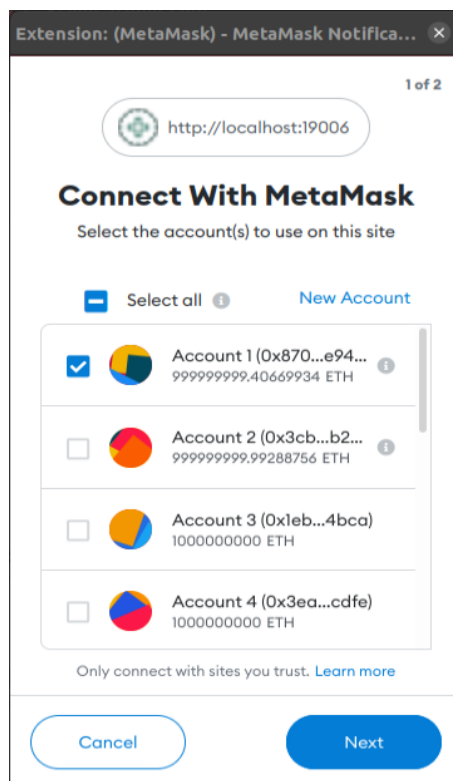 Extension: (MetaMask) - MetaMask Notifica...
1 of 2
http://localhost:19006
Connect With MetaMask
Select the account(s) to use on this site
Select all
New Account
Account 1 (0x870...e94...
999999999.40669934 ETH
Account 2 (0x3cb...b2...
999999999.99288756 ETH
Account 3 (0x1eb...4bca)
1000000000 ETH
Account 4 (0x3ea...cdfe)
1000000000 ETH
Only connect with sites you trust. Learn more
Cancel
Next